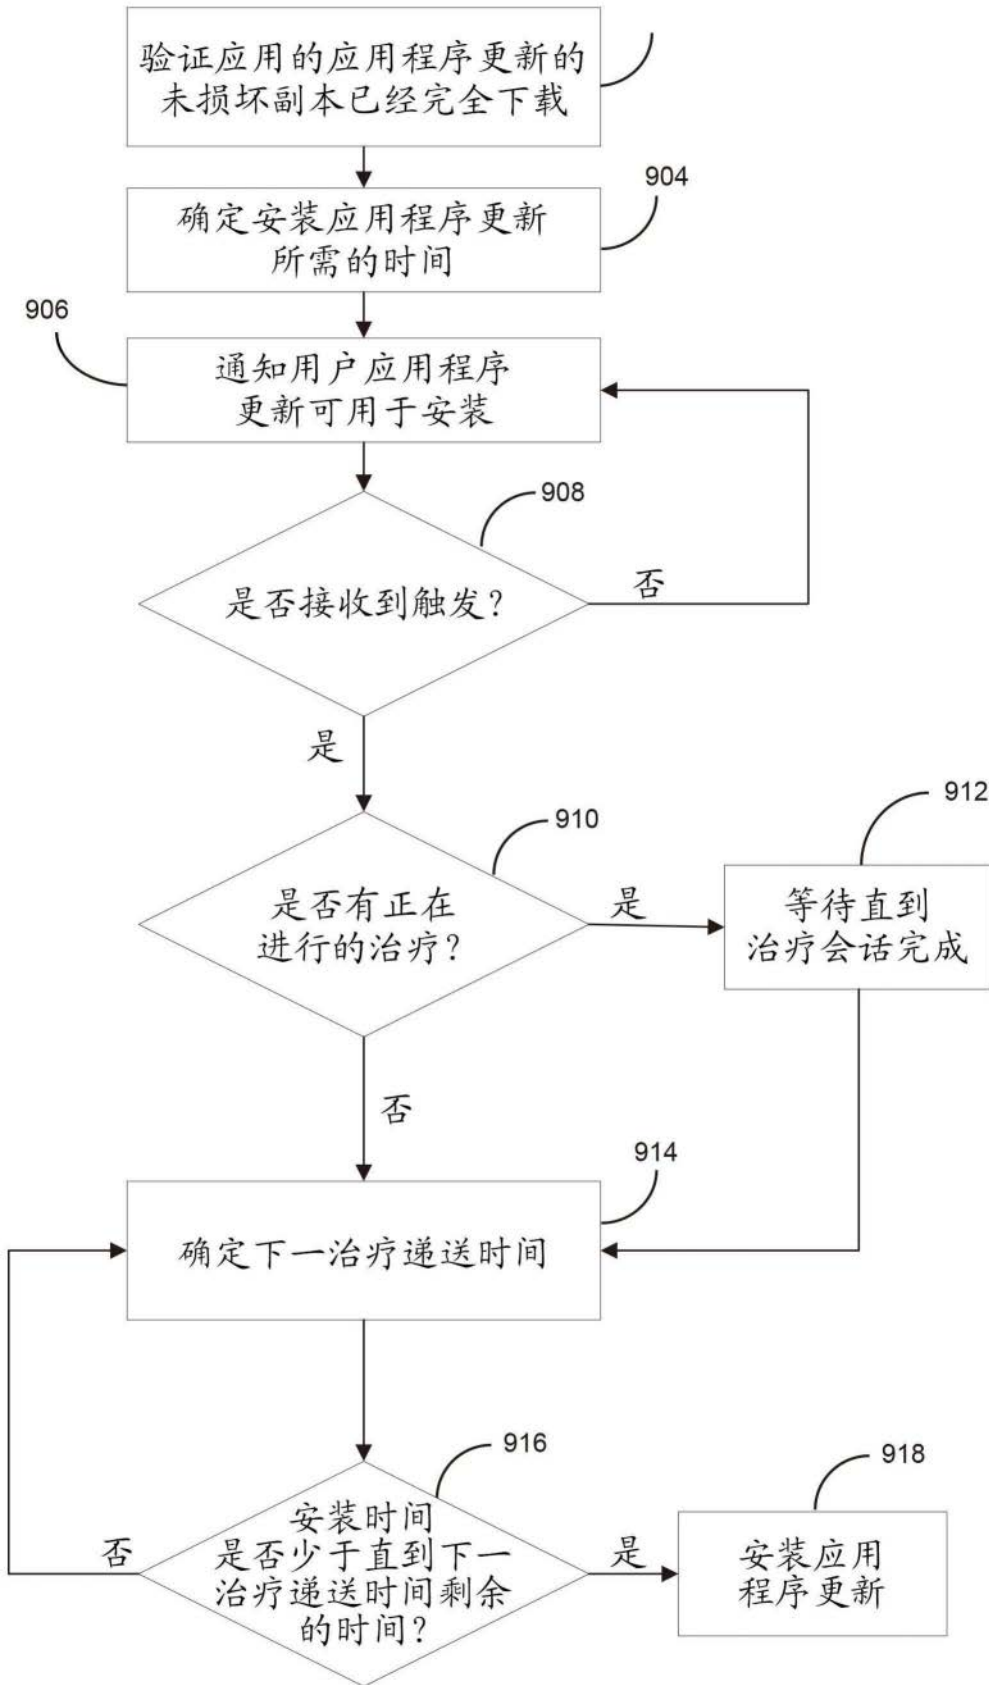 验证应用的应用程序更新的
未损坏副本已经完全下载
904
确定安装应用程序更新
所需的时间
906
通知用户应用程序
更新可用于安装
908
是否接收到触发？
否
是
910
912
是否有正在
进行的治疗？
是
等待直到
治疗会话完成
否
914
确定下一治疗递送时间
916
918
安装时间
是否少于直到下一
治疗递送时间剩余
的时间？
否
是
安装应用
程序更新